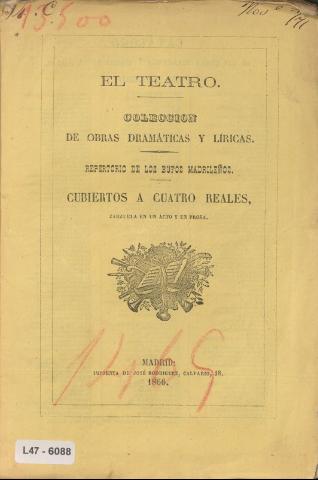 13500
EL TEATRO.
COLECCION
DE OBRAS DRAMÁTICAS Y LÍRICAS.
REPERTORIO DE LOS BUFOS MADRILEÑOS.
CUBIERTOS A CUATRO REALES,
ZARZUELA EN UN ACTO Y EN PROSA.
MADRID:
IMPRENTA DE JOSÉ RODRIGUEZ, CALVARIO, 18.
1866.
L47 - 6088